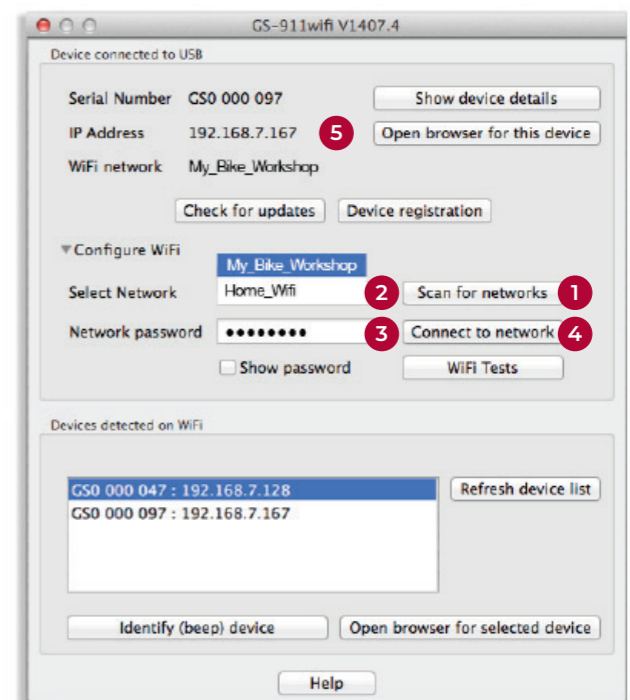 GS-911wifi V1407.4
Device connected to USB
Serial Number GS0 000 097 Show device details
IP Address 192.168.7.167 5 Open browser for this device
WiFi network My_Bike_Workshop
Check for updates Device registration
Configure WiFi
My_Bike_Workshop
Select Network Home_Wifi 2 Scan for networks 1
Network password ●●●●●●●● 3 Connect to network 4
Show password WiFi Tests
Devices detected on WiFi
GS0 000 047 : 192.168.7.128 Refresh device list
GS0 000 097 : 192.168.7.167
Identify (beep) device Open browser for selected device
Help